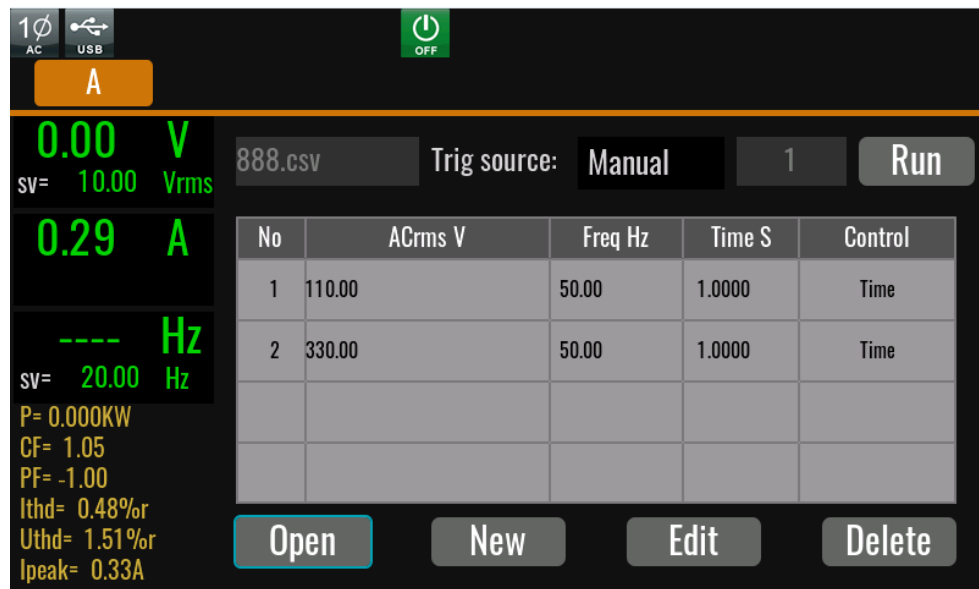 1Ø
AC
USB
OFF
A
0.00 V
sv= 10.00 Vrms
0.29 A
---- Hz
sv= 20.00 Hz
P= 0.000KW
CF= 1.05
PF= -1.00
Ithd= 0.48%r
Uthd= 1.51%r
Ipeak= 0.33A
888.csv Trig source: Manual 1 Run
No ACrms V Freq Hz Time S Control
1 110.00 50.00 1.0000 Time
2 330.00 50.00 1.0000 Time
Open New Edit Delete